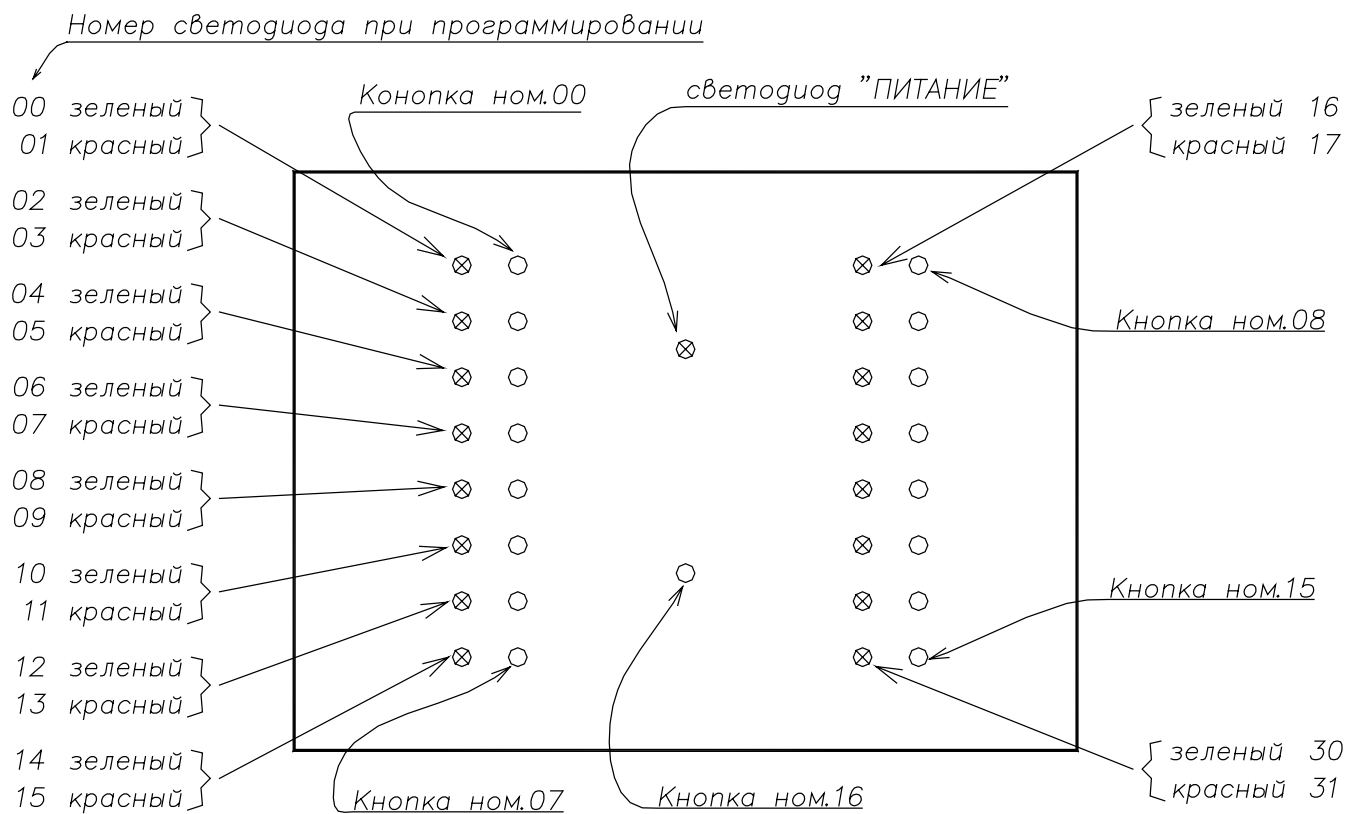 Номер светодиода при программировании
00 зеленый
01 красный
Конопка ном.00
светодиод "ПИТАНИЕ"
зеленый 16
красный 17
02 зеленый
03 красный
04 зеленый
05 красный
Кнопка ном.08
06 зеленый
07 красный
08 зеленый
09 красный
10 зеленый
11 красный
Кнопка ном.15
12 зеленый
13 красный
14 зеленый
15 красный
Кнопка ном.07
Кнопка ном.16
зеленый 30
красный 31